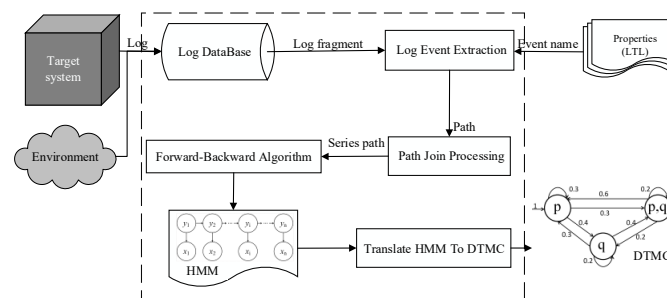 Target
system
Log
Log DataBase
Log fragment
Log Event Extraction
Event name
Properties
(LTL)
Environment
Path
Forward-Backward Algorithm
Series path
Path Join Processing
y1 y2 yi yn
x1 x2 xi xn
HMM
Translate HMM To DTMC
1
0.3
0.6
0.2
p
0.3
p,q
0.4
0.4
0.3
q
0.2
0.2
DTMC